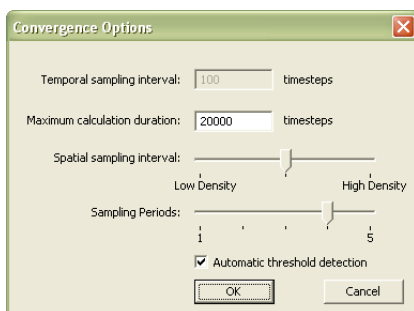 Convergence Options
Temporal sampling interval: 100 timesteps
Maximum calculation duration: 20000 timesteps
Spatial sampling interval:
Low Density High Density
Sampling Periods:
1 5
Automatic threshold detection
OK Cancel